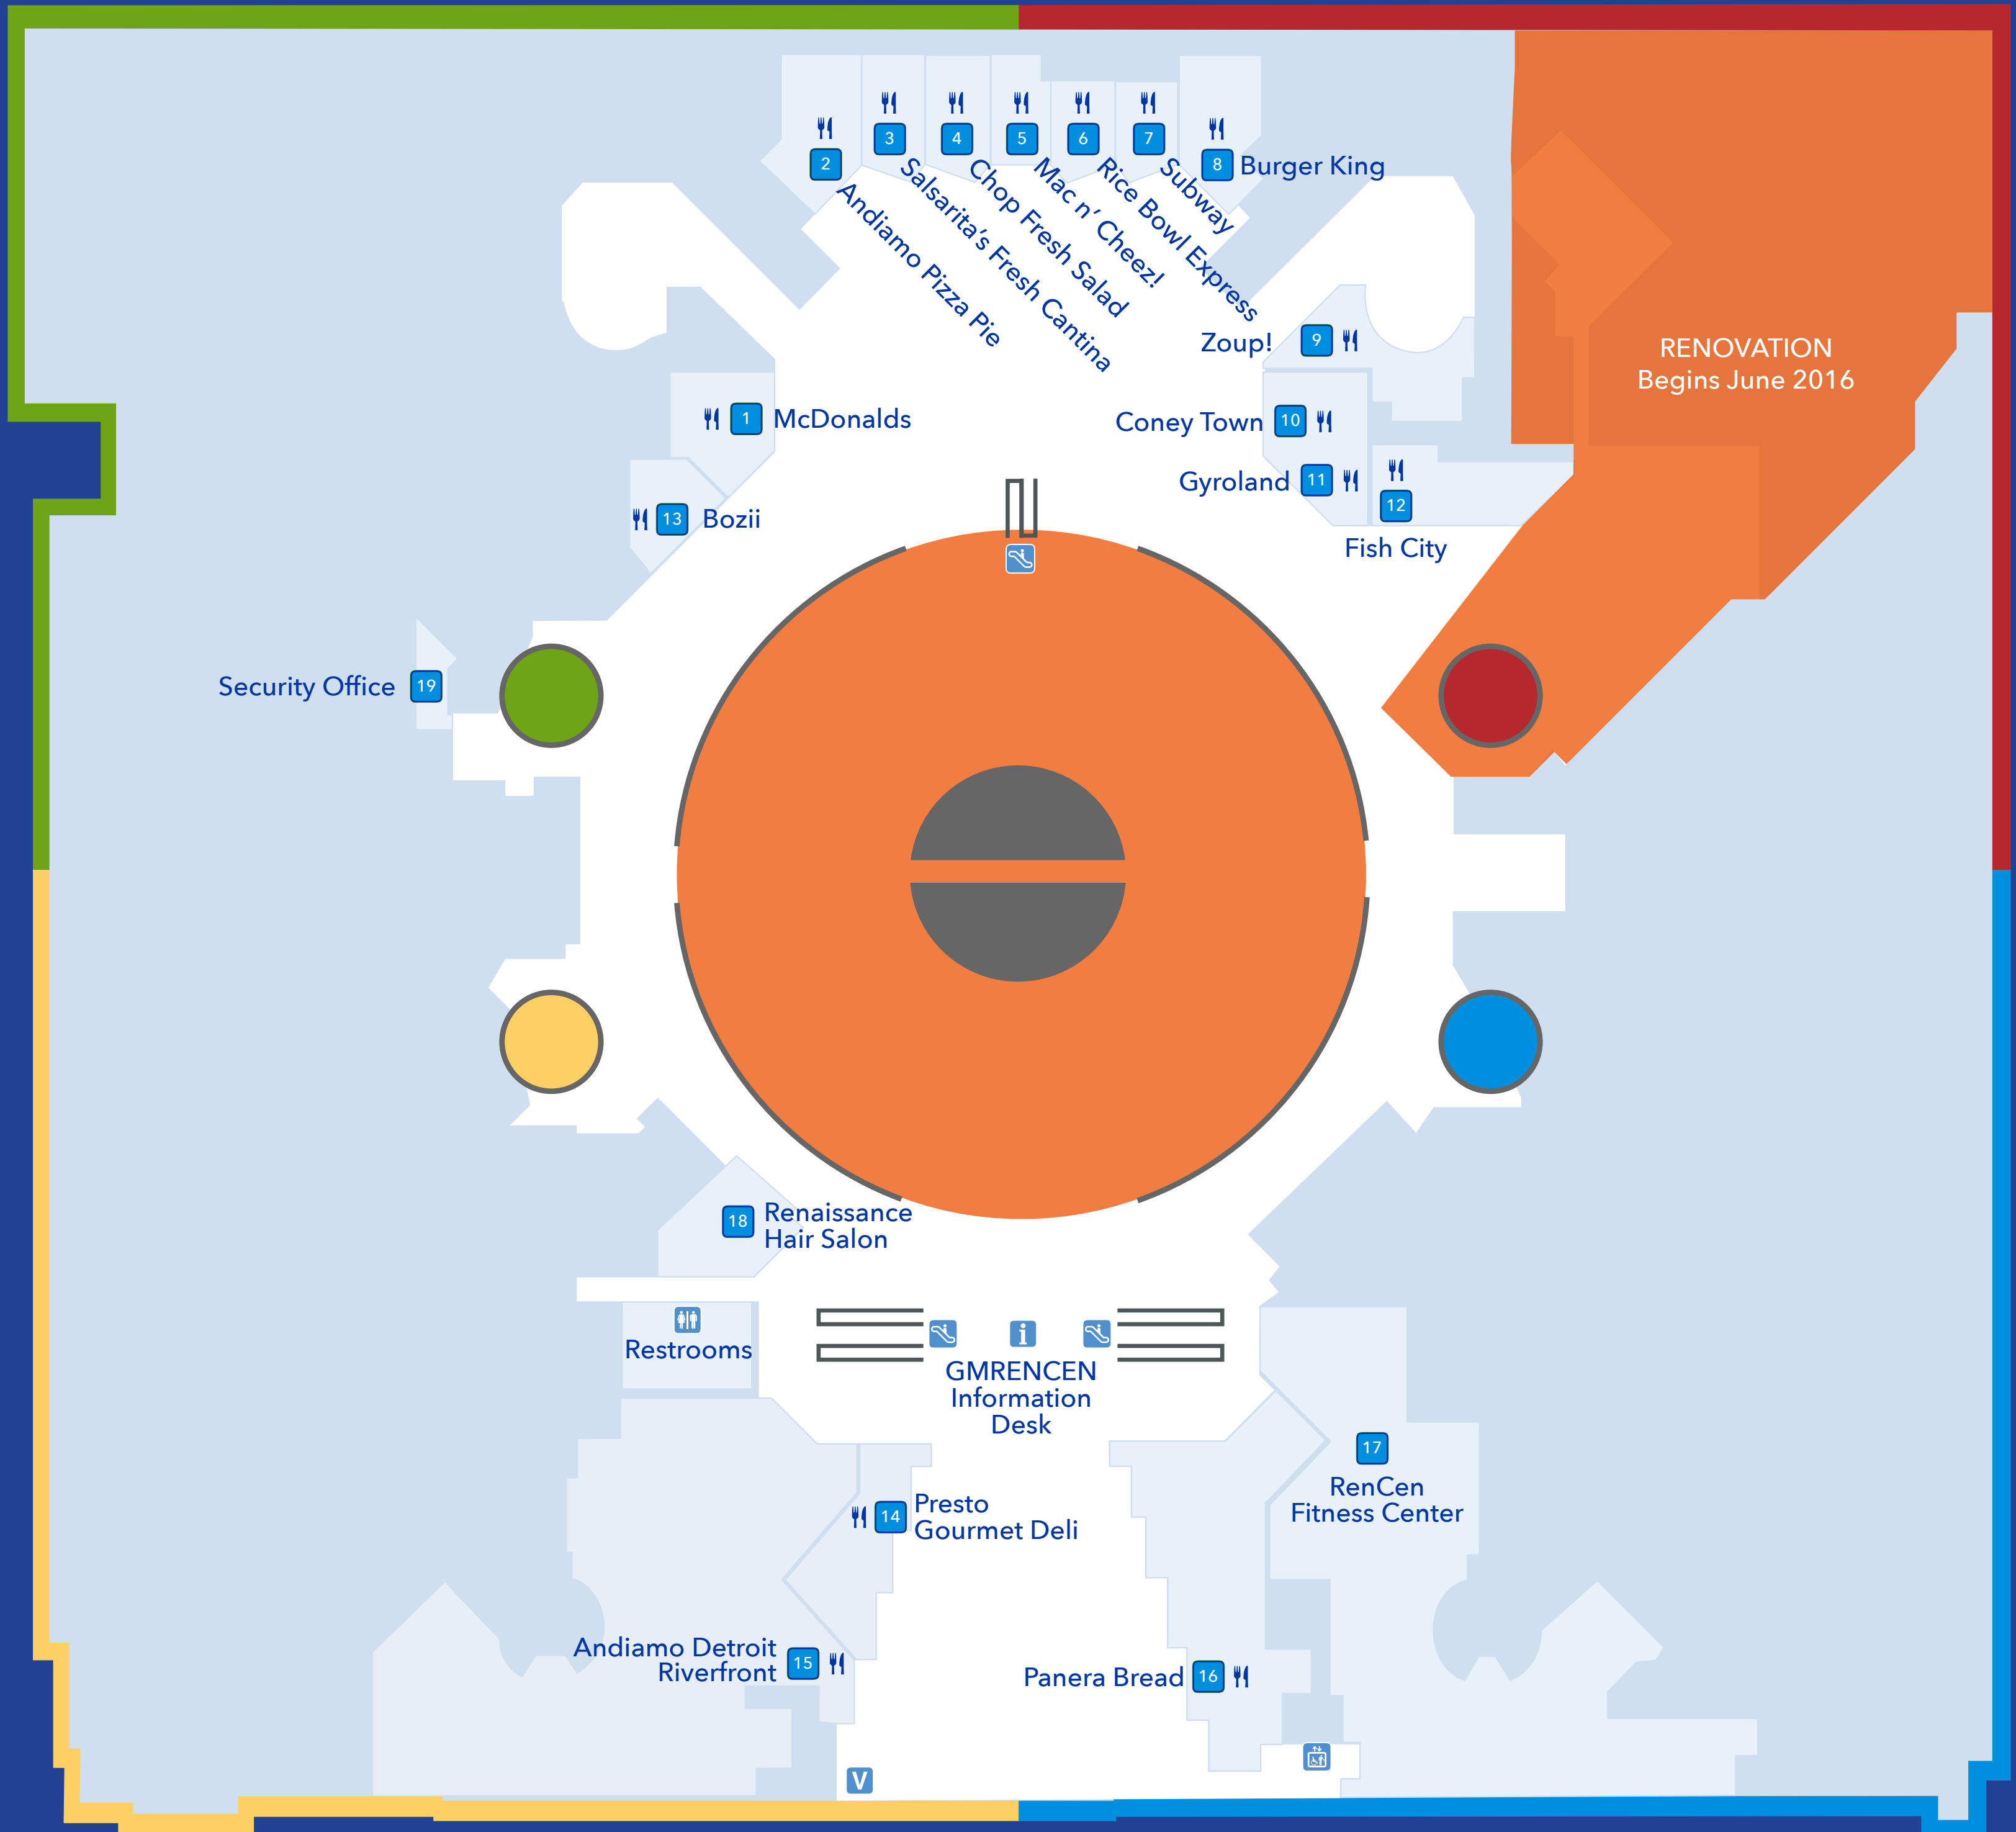 2
3
4
5
6
7
8
Burger King
Andiamo Pizza Pie
Salsarita's Fresh Cantina
Chop Fresh Salad
Mac n' Cheez!
Rice Bowl Express
Subway
Zoup!
9
RENOVATION
Begins June 2016
1
McDonalds
Coney Town
10
Gyroland
11
12
13
Bozii
Fish City
Security Office
19
18
Renaissance
Hair Salon
Restrooms
i
GMRENCEN
Information
Desk
17
RenCen
Fitness Center
14
Presto
Gourmet Deli
Andiamo Detroit
Riverfront
15
Panera Bread
16
V